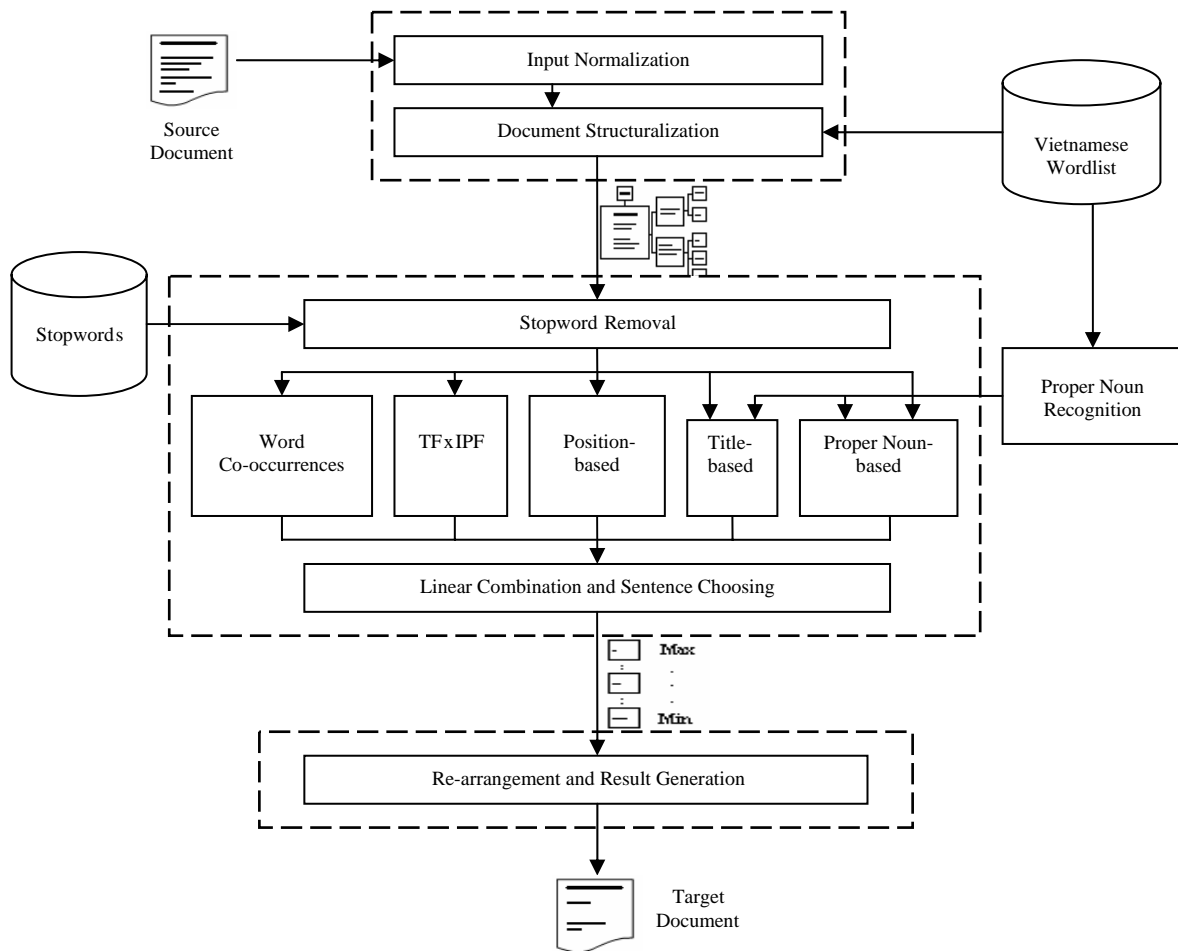 Input Normalization
Source
Document
Document Structuralization
Vietnamese
Wordlist
Stopwords
Stopword Removal
Proper Noun
Recognition
Word
Co-occurrences
TFxIPF
Position-
based
Title-
based
Proper Noun-
based
Linear Combination and Sentence Choosing
Max
Min
Re-arrangement and Result Generation
Target
Document